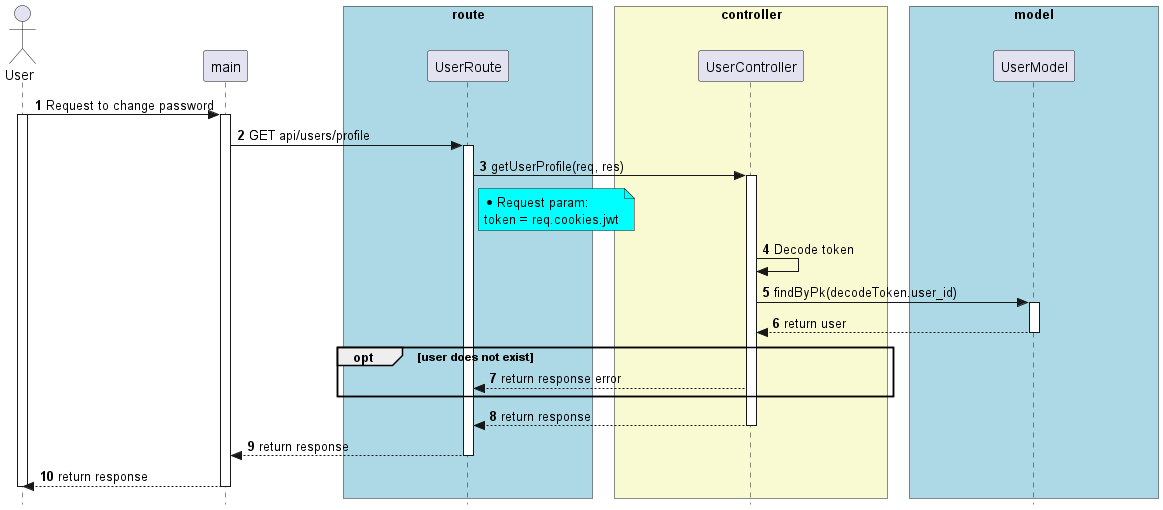 route
controller
model
User
main
UserRoute
UserController
UserModel
1 Request to change password
2 GET api/users/profile
3 getUserProfile(req, res)
• Request param:
token = req.cookies.jwt
4 Decode token
5 findByPk(decodeToken.user_id)
6 return user
opt [user does not exist]
7 return response error
8 return response
9 return response
10 return response